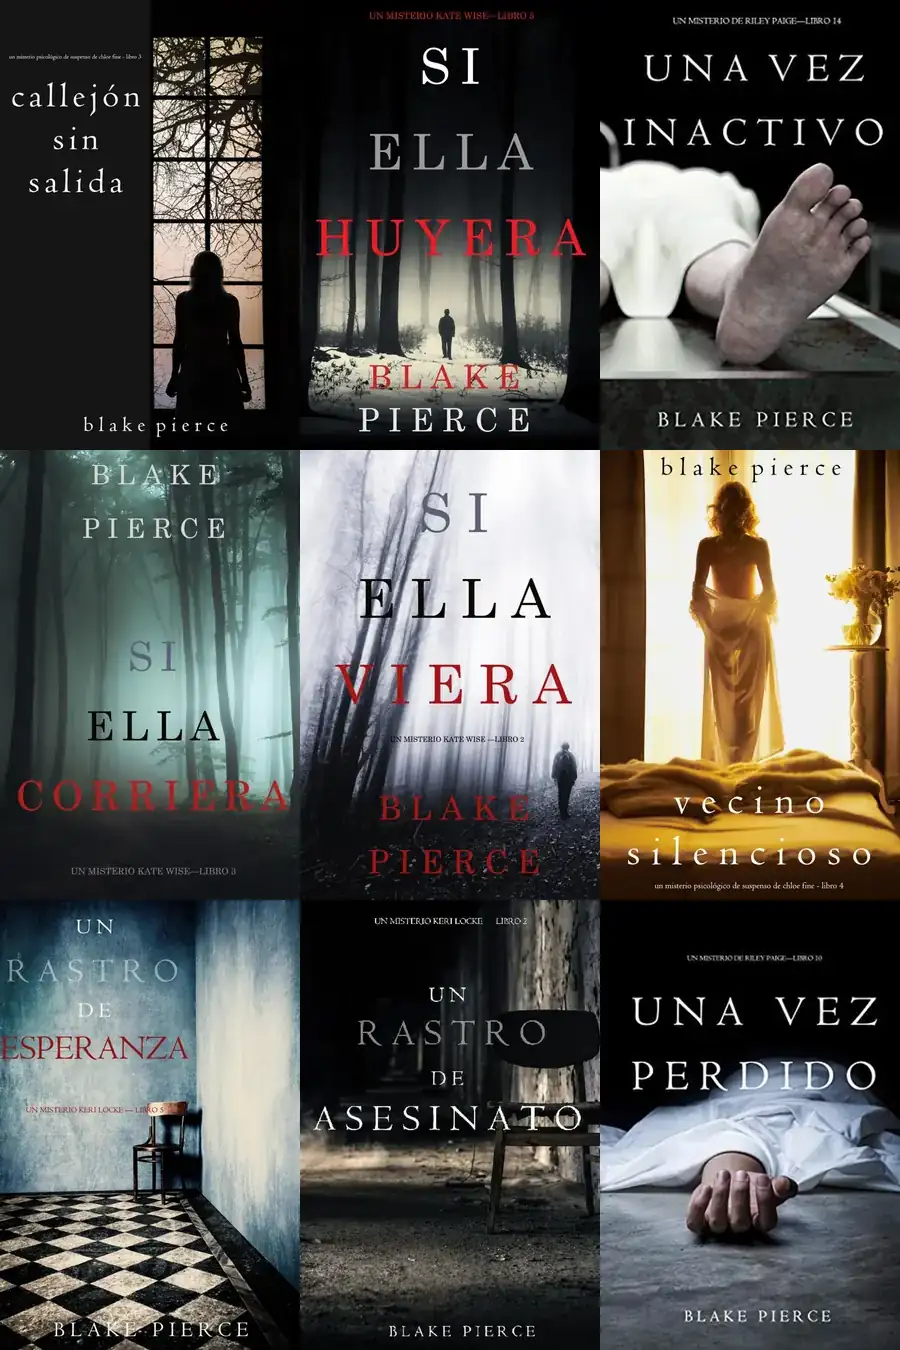 un misterio psicológico de suspenso de chloe fine - libro 3
callejón
sin
salida
blake pierce
UN MISTERIO KATE WISE—LIBRO 5
SI
ELLA
HUYERA
BLAKE
PIERCE
UN MISTERIO DE RILEY PAIGE—LIBRO 14
UNA VEZ
INACTIVO
BLAKE PIERCE
BLAKE
PIERCE
SI
ELLA
CORRIERA
UN MISTERIO KATE WISE—LIBRO 3
SI
ELLA
VIERA
UN MISTERIO KATE WISE—LIBRO 2
BLAKE
PIERCE
blake pierce
vecino
silencioso
un misterio psicológico de suspenso de chloe fine - libro 4
UN
RASTRO
DE
ESPERANZA
UN MISTERIO KERI LOCKE — LIBRO 5
BLAKE PIERCE
UN MISTERIO KERI LOCKE LIBRO 2
UN
RASTRO
DE
ASESINATO
BLAKE PIERCE
UN MISTERIO DE RILEY PAIGE—LIBRO 10
UNA VEZ
PERDIDO
BLAKE PIERCE